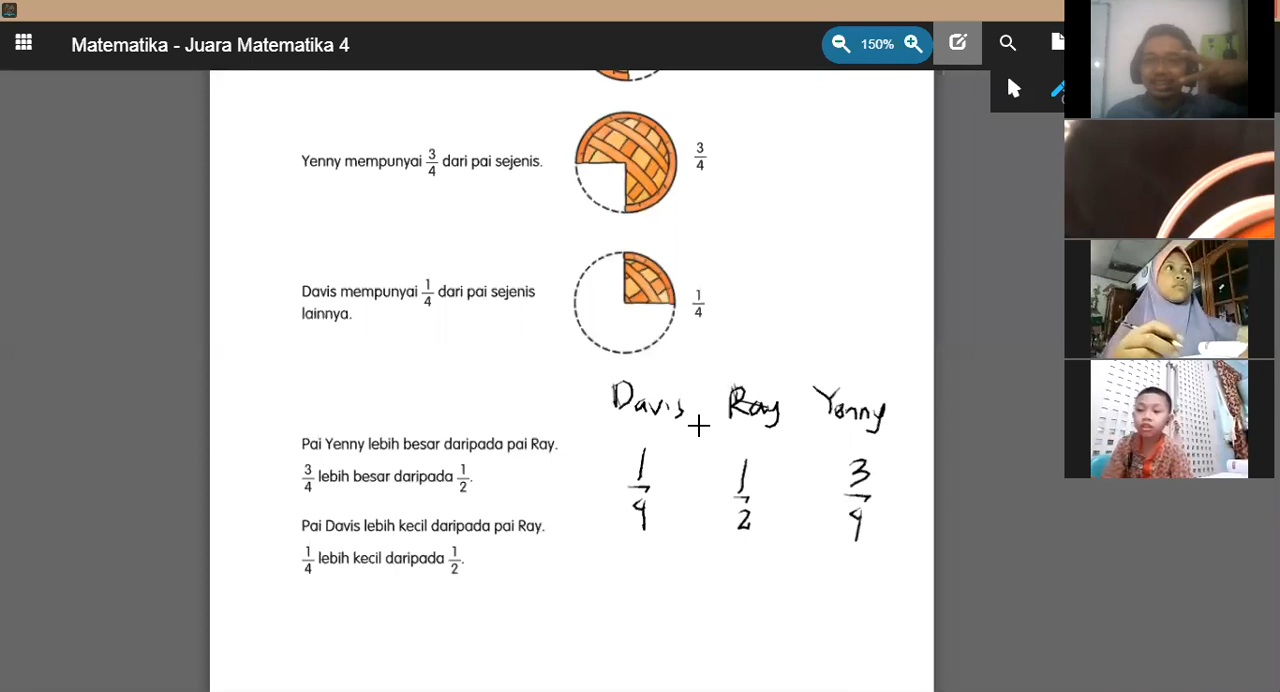 Matematika - Juara Matematika 4
150%
Yenny mempunyai 3/4 dari pai sejenis.
3/4
Davis mempunyai 1/4 dari pai sejenis
lainnya.
1/4
Davis Ray Yenny
1/4 1/2 3/4
Pai Yenny lebih besar daripada pai Ray.
3/4 lebih besar daripada 1/2.
Pai Davis lebih kecil daripada pai Ray.
1/4 lebih kecil daripada 1/2.